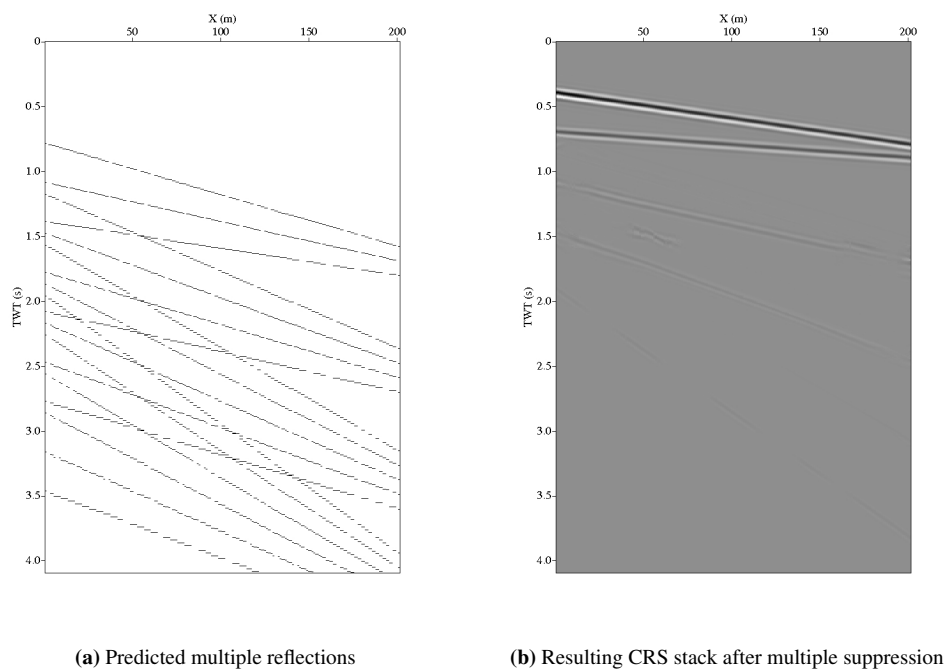 X (m)
50 100 150 200
0
0.5
1.0
1.5
2.0
2.5
3.0
3.5
4.0
TWT (s)
X (m)
50 100 150 200
0
0.5
1.0
1.5
2.0
2.5
3.0
3.5
4.0
TWT (s)
(a) Predicted multiple reflections
(b) Resulting CRS stack after multiple suppression